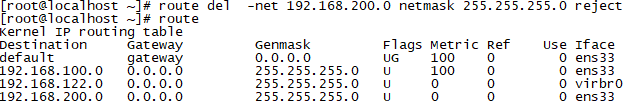 [root@localhost ~]# route del  -net 192.168.200.0 netmask 255.255.255.0 reject
[root@localhost ~]# route
Kernel IP routing table
Destination     Gateway         Genmask         Flags Metric Ref    Use Iface
default         gateway         0.0.0.0         UG    100    0        0 ens33
192.168.100.0   0.0.0.0         255.255.255.0   U     100    0        0 ens33
192.168.122.0   0.0.0.0         255.255.255.0   U     0      0        0 virbr0
192.168.200.0   0.0.0.0         255.255.255.0   U     0      0        0 ens33